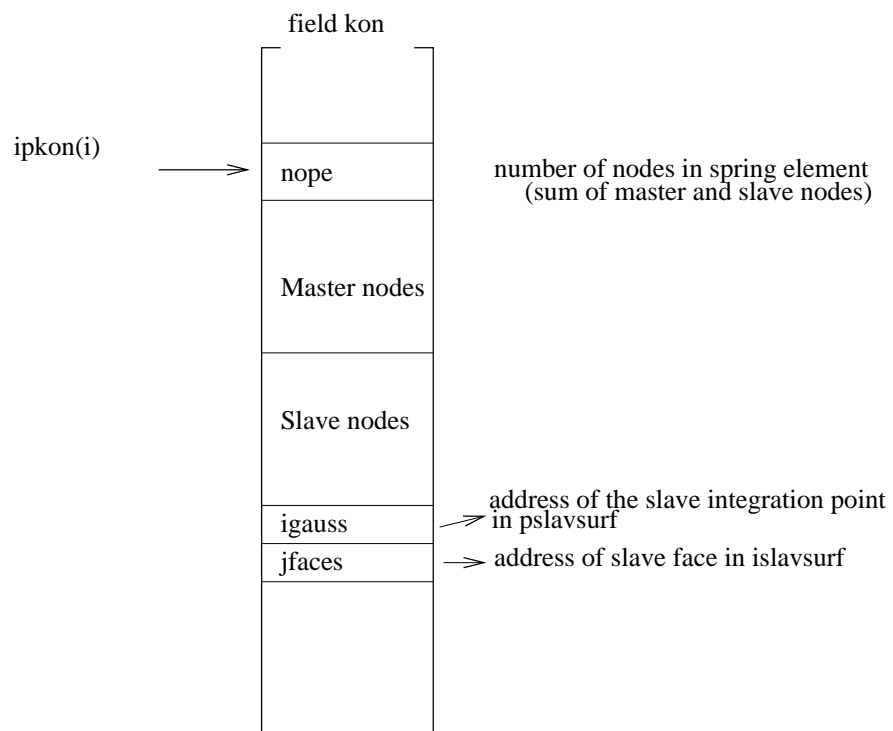 field kon
ipkon(i)
nope
number of nodes in spring element
(sum of master and slave nodes)
Master nodes
Slave nodes
igauss
address of the slave integration point
in pslavsurf
jfaces
address of slave face in islavsurf